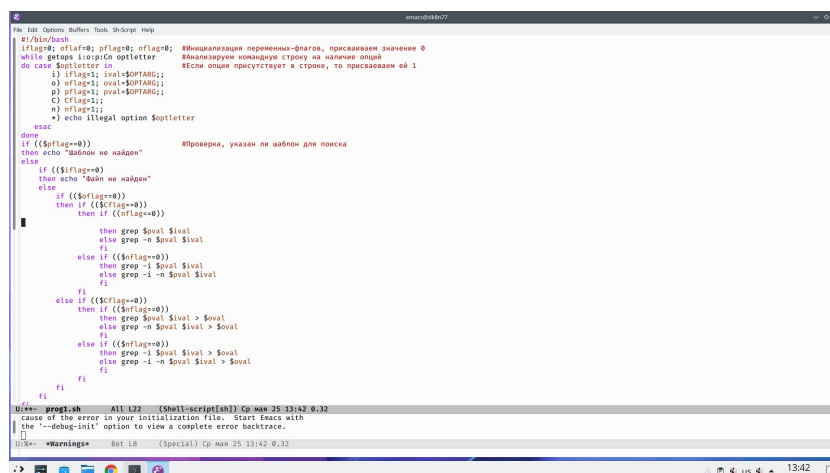 emacs@dk8n77
File Edit Options Buffers Tools Sh-Script Help
#!/bin/bash
iflag=0; oflaf=0; pflag=0; nflag=0; #Инициализация переменных-флагов, присваиваем значение 0
while getops i:o:p:Cn optletter #Анализируем командную строку на наличие опций
do case $optletter in #Если опция присутствует в строке, то присваеваем ей 1
i) iflag=1; ival=$OPTARG;;
o) oflag=1; oval=$OPTARG;;
p) pflag=1; pval=$OPTARG;;
C) Cflag=1;;
n) nflag=1;;
*) echo illegal option $optletter
esac
done
if (($pflag==0)) #Проверка, указан ли шаблон для поиска
then echo "Шаблон не найден"
else
if (($iflag==0)
then echo "Файл не найден"
else
if (($oflag==0))
then if (($Cflag==0))
then if ((nflag==0))
then grep $pval $ival
else grep -n $pval $ival
fi
else if (($nflag==0))
then grep -i $pval $ival
else grep -i -n $pval $ival
fi
fi
else if (($Cflag==0))
then if (($nflag==0))
then grep $pval $ival > $oval
else grep -n $pval $ival > $oval
fi
else if (($nflag==0))
then grep -i $pval $ival > $oval
else grep -i -n $pval $ival > $oval
fi
fi
fi
fi
fi
U:**- prog1.sh All L22 (Shell-script[sh]) Ср мая 25 13:42 0.32
cause of the error in your initialization file. Start Emacs with
the '--debug-init' option to view a complete error backtrace.
U:%*- *Warnings* Bot L8 (Special) Ср мая 25 13:42 0.32
us 13:42